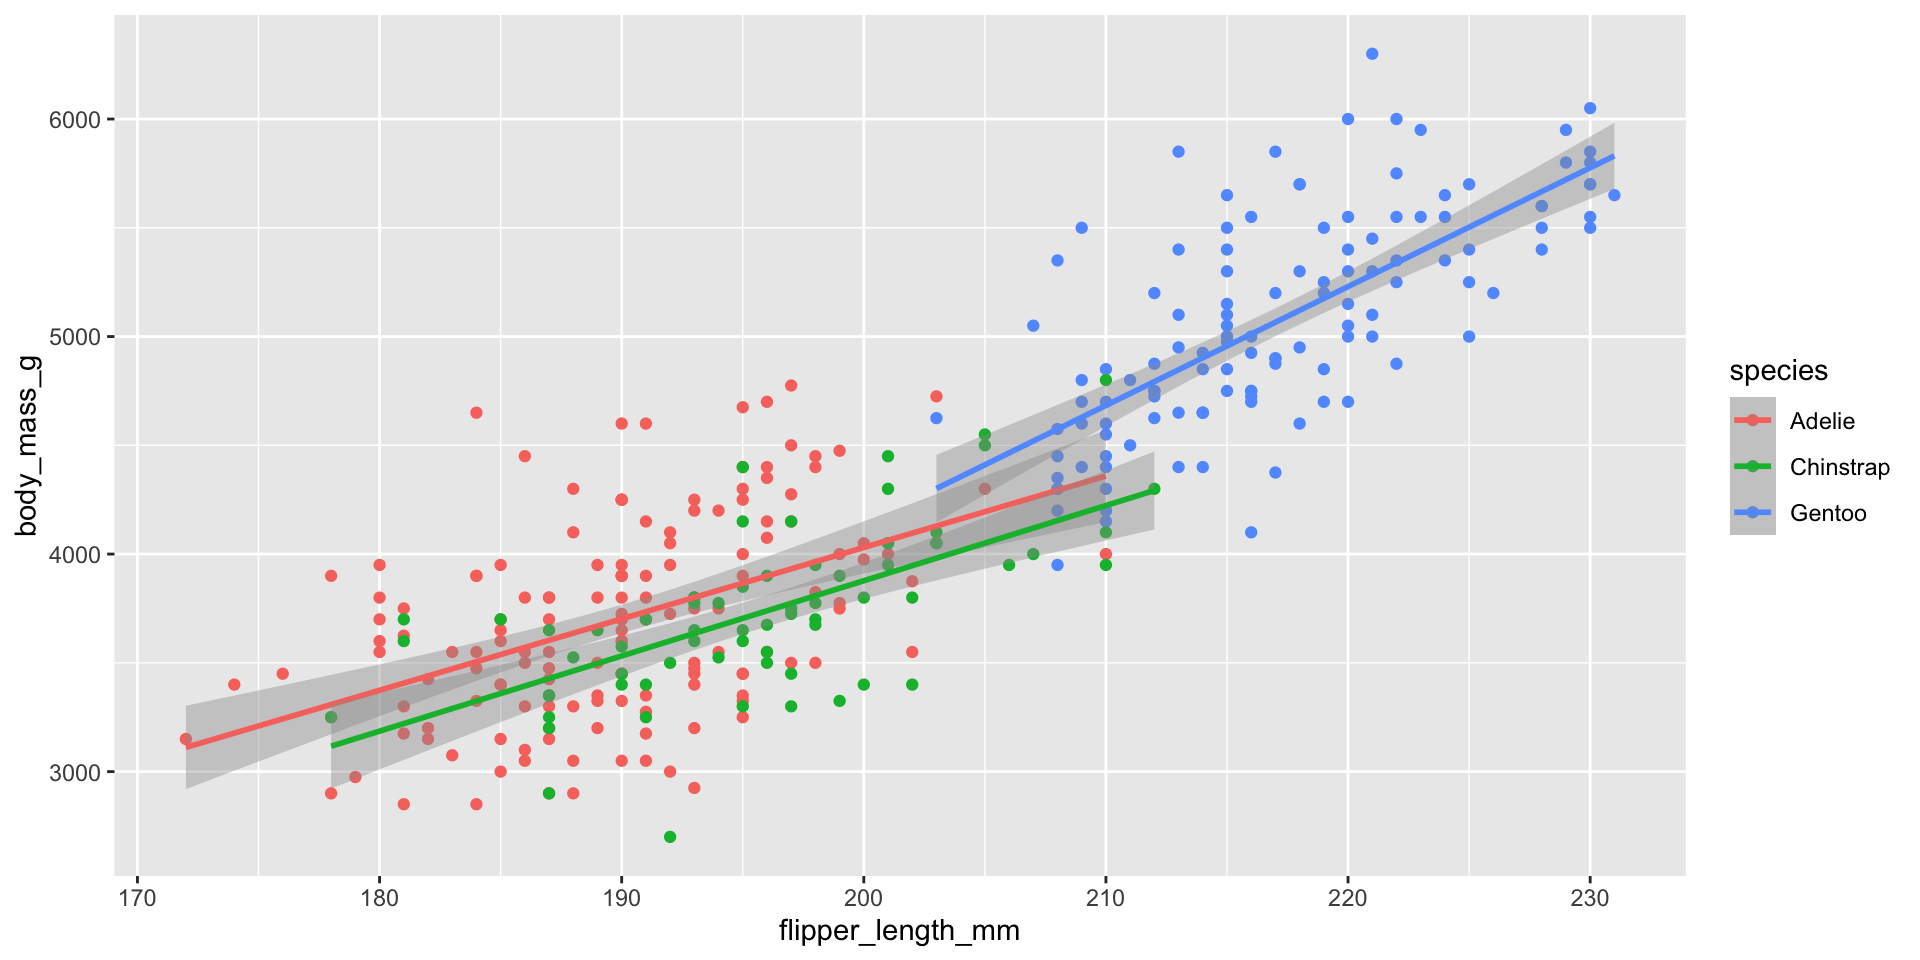 6000
5000
4000
3000
body_mass_g
170 180 190 200 210 220 230
flipper_length_mm
species
Adelie
Chinstrap
Gentoo